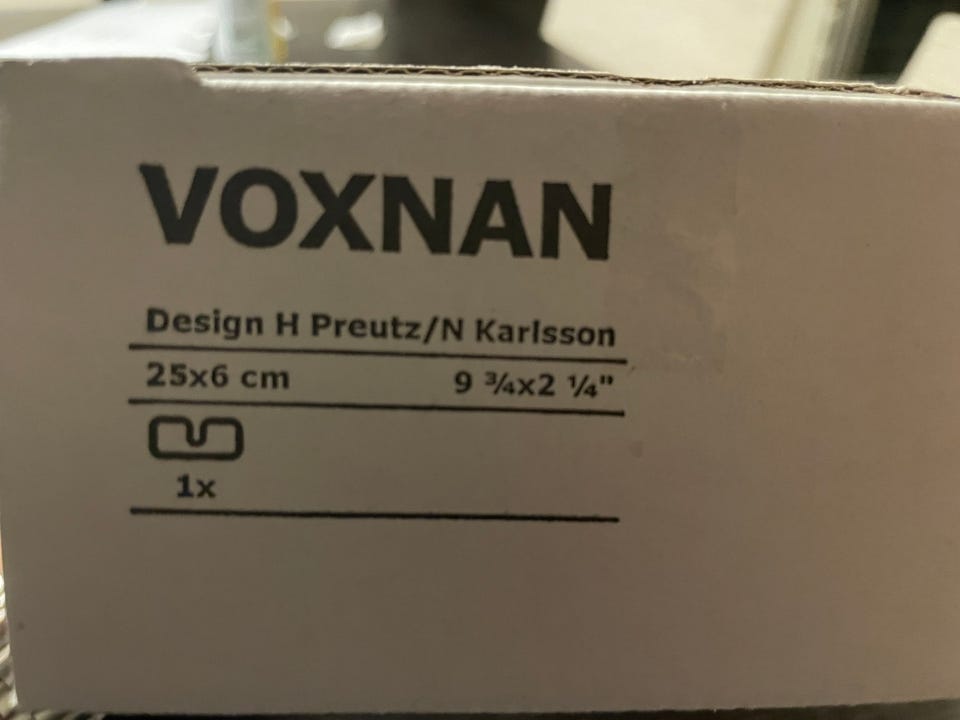 VOXNAN
Design H Preutz/N Karlsson
25x6 cm 9 ¾x2 ¼"
1x